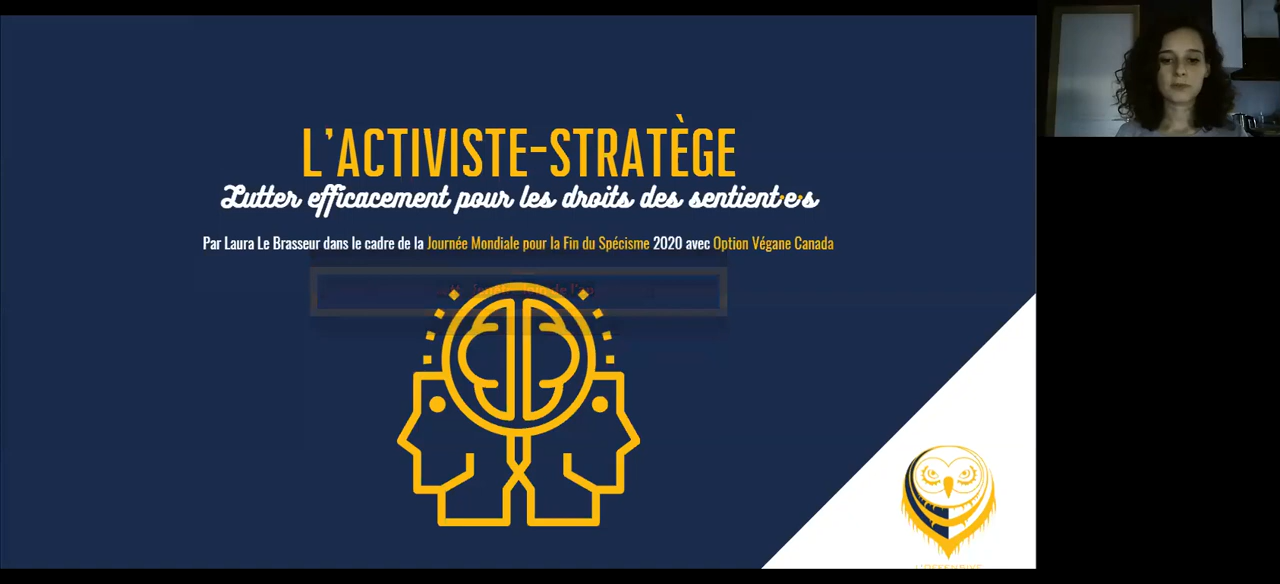 L'ACTIVISTE-STRATÈGE
Lutter efficacement pour les droits des sentient·e·s
Par Laura Le Brasseur dans le cadre de la Journée Mondiale pour la Fin du Spécisme 2020 avec Option Végane Canada